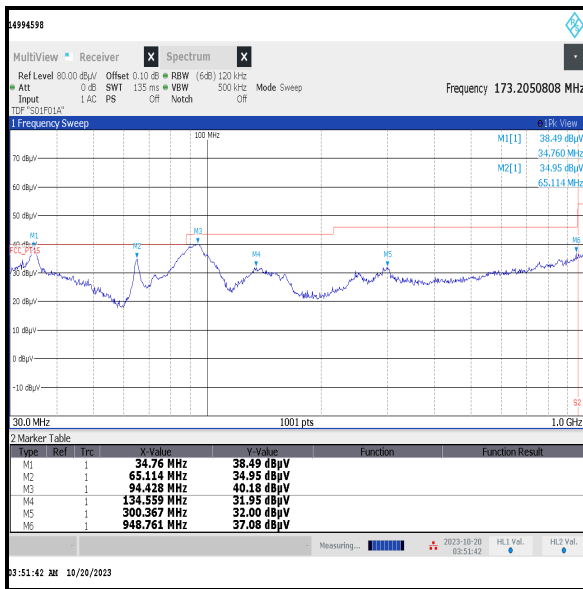 14994598
MultiView Receiver X Spectrum X
Ref Level 80.00 dBµV Offset 0.10 dB RBW (6dB) 120 kHz
Att 0 dB SWT 135 ms VBW 500 kHz Mode Sweep Frequency 173.2050808 MHz
Input 1 AC PS Off Notch Off
TDF "S01F01A"
1 Frequency Sweep 1Pk View
100 MHz
M1[1] 38.49 dBµV
34.760 MHz
M2[1] 34.95 dBµV
65.114 MHz
70 dBµV
60 dBµV
50 dBµV
M1
M2
M3
M4
M5
M6
40 dBµV
FCC_PT15
30 dBµV
20 dBµV
10 dBµV
0 dBµV
-10 dBµV
S2
30.0 MHz 1001 pts 1.0 GHz
2 Marker Table
Type Ref Trc X-Value Y-Value Function Function Result
M1 1 34.76 MHz 38.49 dBµV
M2 1 65.114 MHz 34.95 dBµV
M3 1 94.428 MHz 40.18 dBµV
M4 1 134.559 MHz 31.95 dBµV
M5 1 300.367 MHz 32.00 dBµV
M6 1 948.761 MHz 37.08 dBµV
Measuring... 2023-10-20 HL1 Val. HL2 Val.
03:51:42
03:51:42 AM 10/20/2023